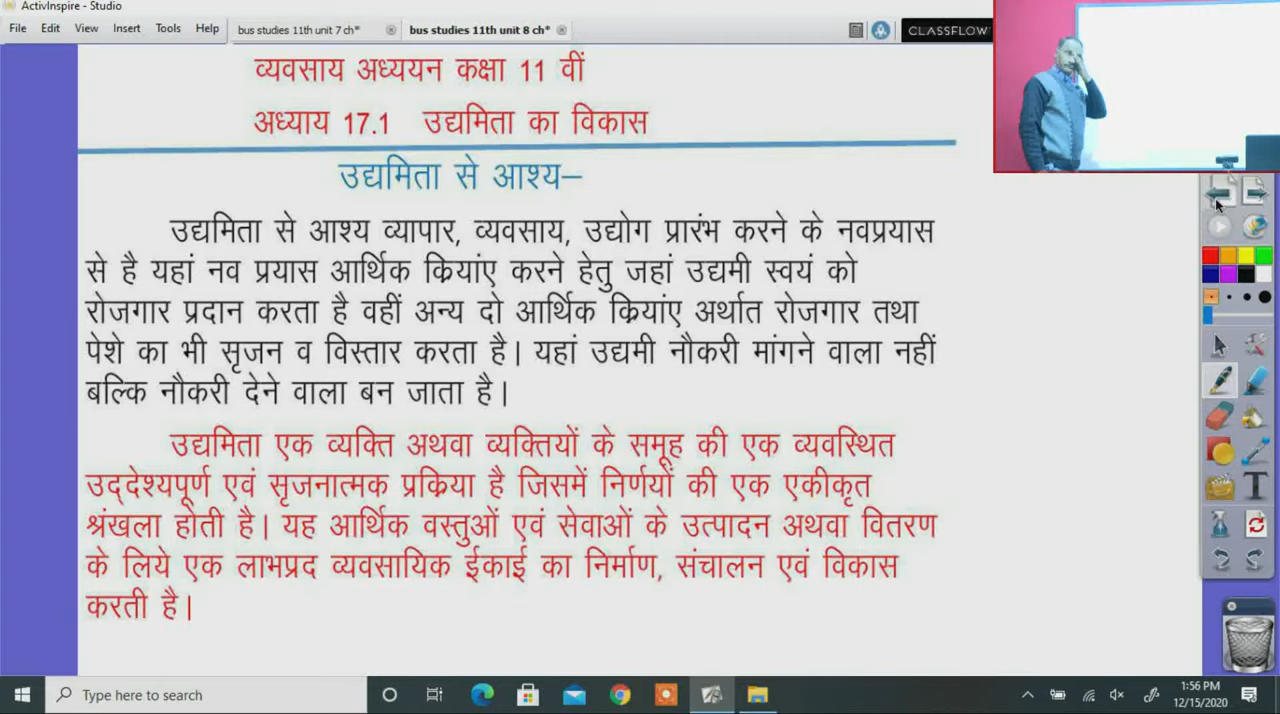 ActivInspire - Studio
File Edit View Insert Tools Help
bus studies 11th unit 7 ch*
bus studies 11th unit 8 ch*
CLASSFLOW
व्यवसाय अध्ययन कक्षा 11 वीं
अध्याय 17.1 उद्यमिता का विकास
उद्यमिता से आश्य–
उद्यमिता से आश्य व्यापार, व्यवसाय, उद्योग प्रारंभ करने के नवप्रयास
से है यहां नव प्रयास आर्थिक क्रियांए करने हेतु जहां उद्यमी स्वयं को
रोजगार प्रदान करता है वहीं अन्य दो आर्थिक क्रियांए अर्थात रोजगार तथा
पेशे का भी सृजन व विस्तार करता है। यहां उद्यमी नौकरी मांगने वाला नहीं
बल्कि नौकरी देने वाला बन जाता है।
उद्यमिता एक व्यक्ति अथवा व्यक्तियों के समूह की एक व्यवस्थित
उद्देश्यपूर्ण एवं सृजनात्मक प्रक्रिया है जिसमें निर्णयों की एक एकीकृत
श्रंखला होती है। यह आर्थिक वस्तुओं एवं सेवाओं के उत्पादन अथवा वितरण
के लिये एक लाभप्रद व्यवसायिक ईकाई का निर्माण, संचालन एवं विकास
करती है।
Type here to search
1:56 PM
12/15/2020